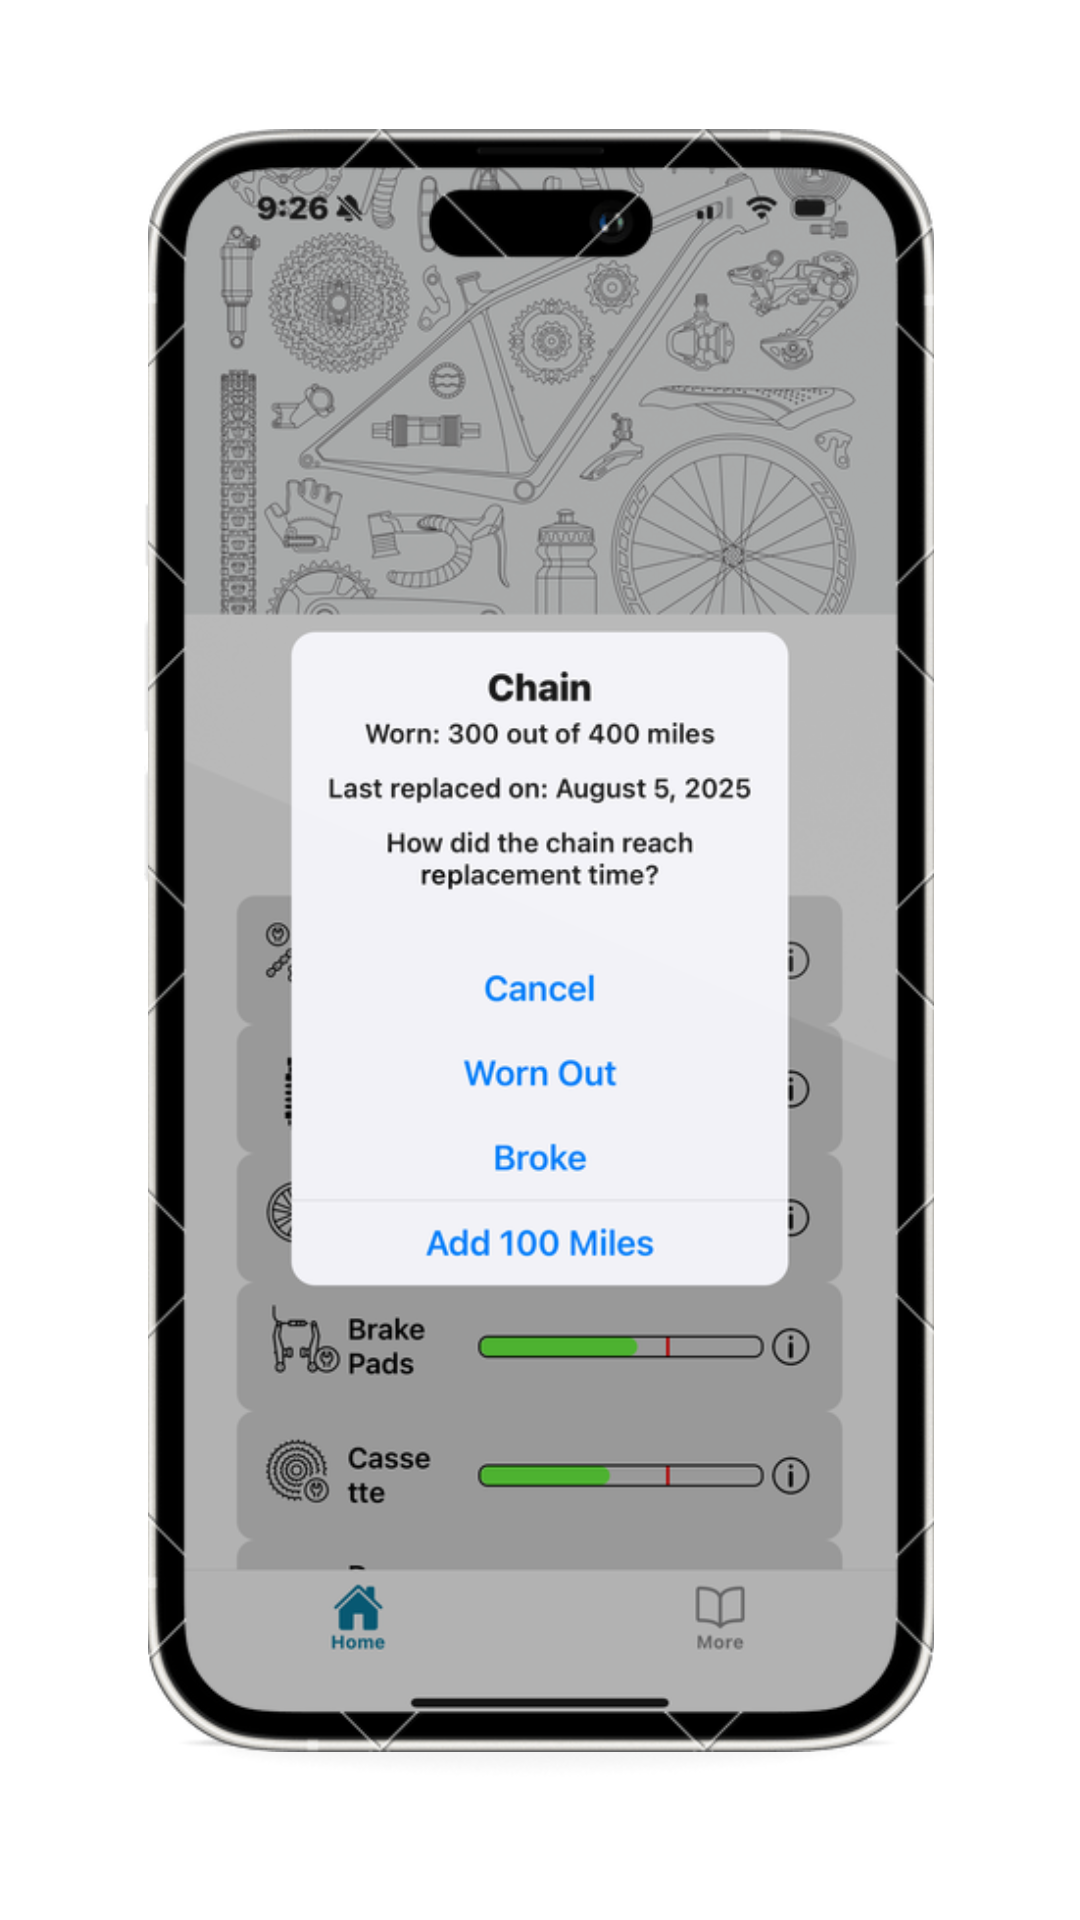 9:26
Chain
Worn: 300 out of 400 miles
Last replaced on: August 5, 2025
How did the chain reach
replacement time?
Cancel
Worn Out
Broke
Add 100 Miles
Brake
Pads
Casse
tte
Home
More